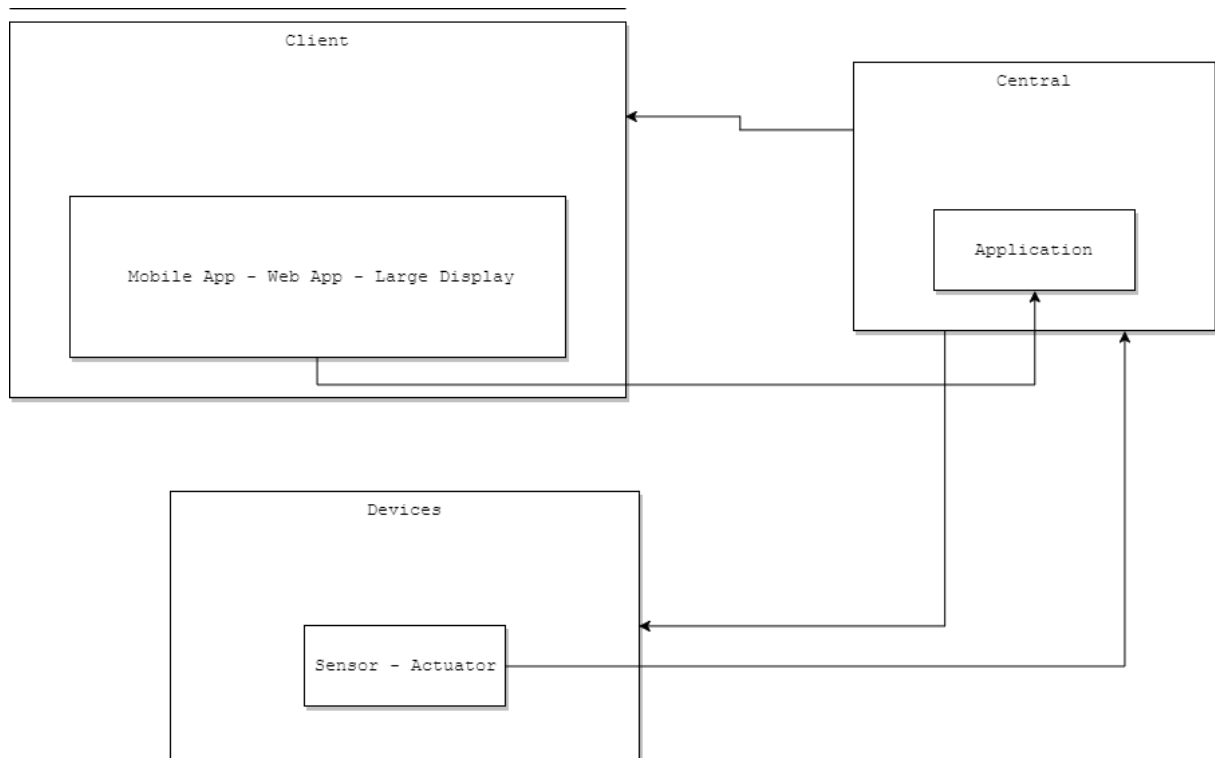 Client
Central
Application
Mobile App - Web App - Large Display
Devices
Sensor - Actuator